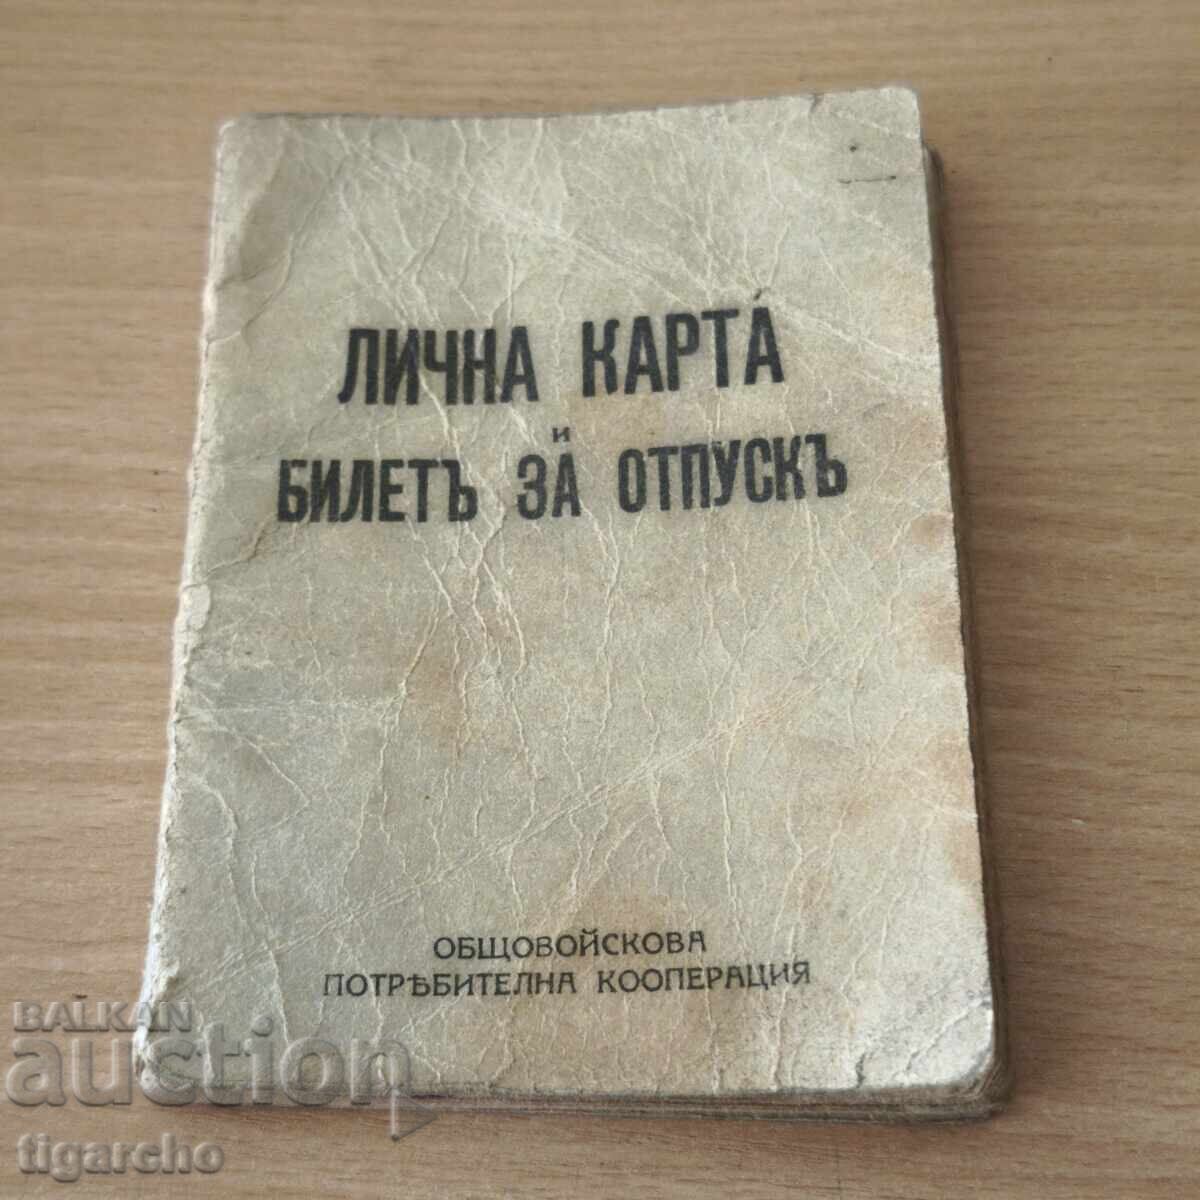 ЛИЧНА КАРТА
и
БИЛЕТЪ ЗА ОТПУСКЪ
ОБЩОВОЙСКОВА
ПОТРѢБИТЕЛНА КООПЕРАЦИЯ
BALKAN
auction
tigarcho